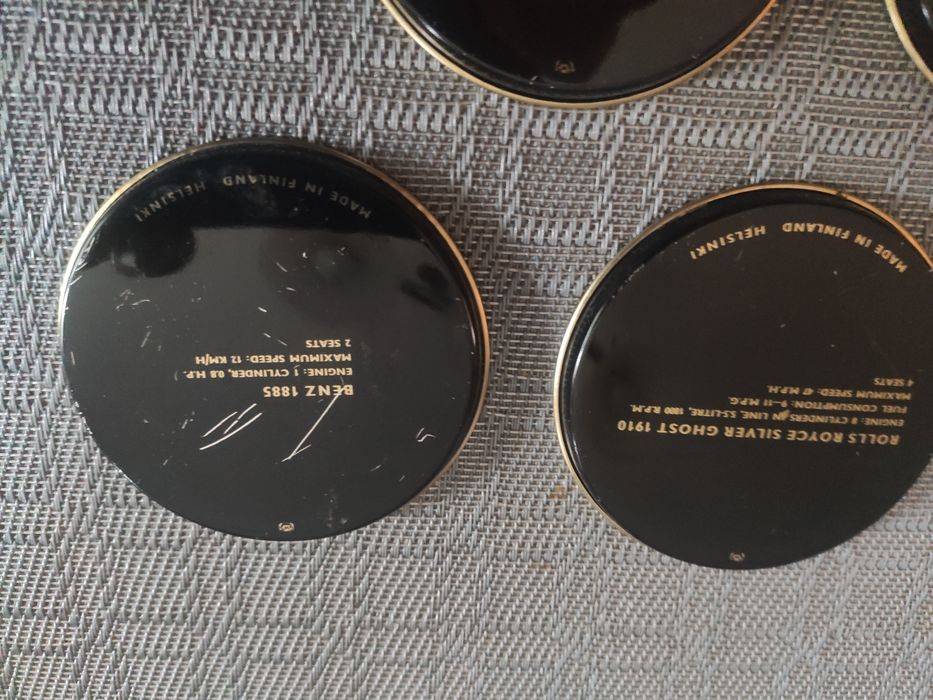 BENZ 1885
ENGINE: 1 CYLINDER, 0.8 H.P.
MAXIMUM SPEED: 12 KM/H
2 SEATS
MADE IN FINLAND HELSINKI
ROLLS ROYCE SILVER GHOST 1910
ENGINE: 8 CYLINDERS IN LINE, 5.5-LITRE, 1800 R.P.M.
FUEL CONSUMPTION: 9–11 M.P.G.
MAXIMUM SPEED: 47 M.P.H.
4 SEATS
MADE IN FINLAND HELSINKI